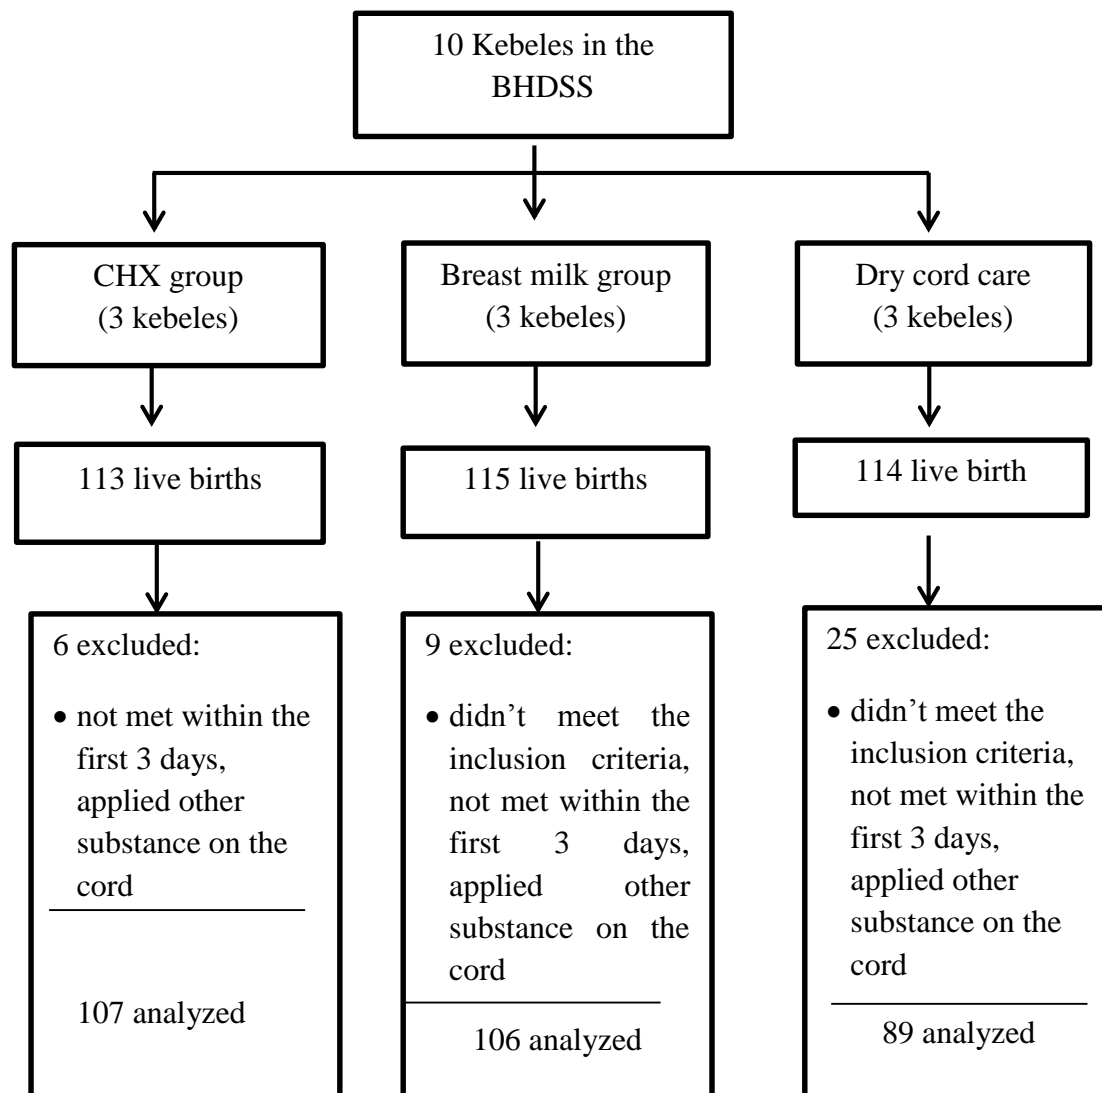 10 Kebeles in the
BHDSS
CHX group
(3 kebeles)
Breast milk group
(3 kebeles)
Dry cord care
(3 kebeles)
113 live births
115 live births
114 live birth
6 excluded:
• not met within the
first 3 days,
applied other
substance on the
cord
107 analyzed
9 excluded:
• didn’t meet the
inclusion criteria,
not met within the
first 3 days,
applied other
substance on the
cord
106 analyzed
25 excluded:
• didn’t meet the
inclusion criteria,
not met within the
first 3 days,
applied other
substance on the
cord
89 analyzed